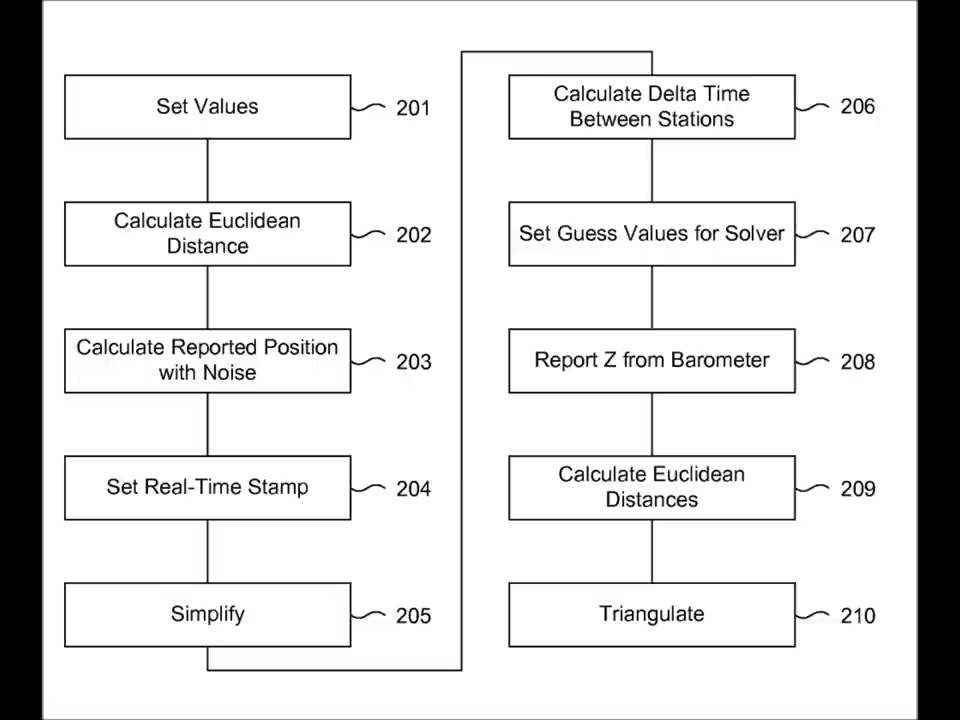 Set Values
201
Calculate Euclidean
Distance
202
Calculate Reported Position
with Noise
203
Set Real-Time Stamp
204
Simplify
205
Calculate Delta Time
Between Stations
206
Set Guess Values for Solver
207
Report Z from Barometer
208
Calculate Euclidean
Distances
209
Triangulate
210